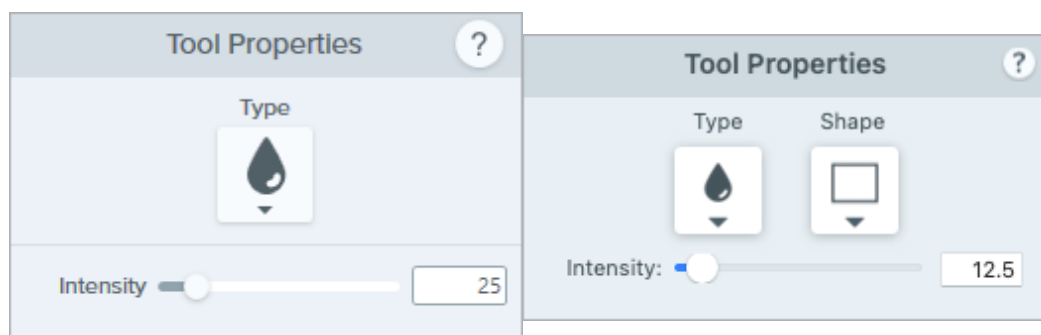 Tool Properties
?
Type
Intensity
25
Tool Properties
?
Type
Shape
Intensity:
12.5